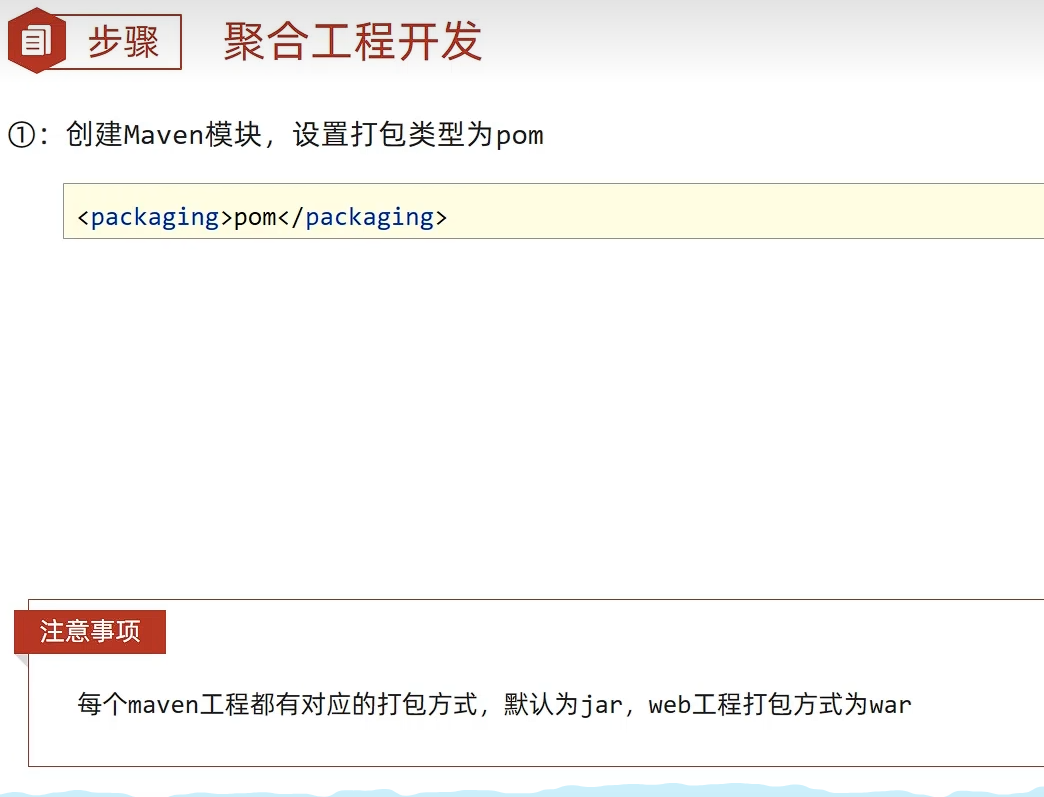 步骤
聚合工程开发
①：创建Maven模块，设置打包类型为pom
<packaging>pom</packaging>
注意事项
每个maven工程都有对应的打包方式，默认为jar，web工程打包方式为war